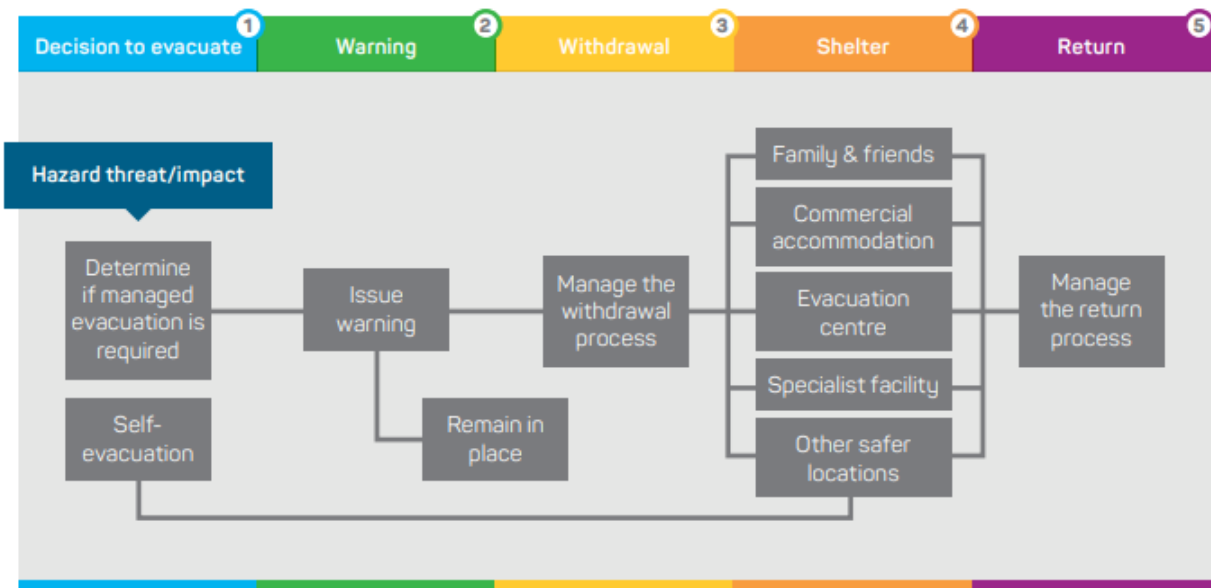 Decision to evacuate 1
Warning 2
Withdrawal 3
Shelter 4
Return 5
Hazard threat/impact
Determine
if managed
evacuation is
required
Self-
evacuation
Issue
warning
Remain in
place
Manage the
withdrawal
process
Family & friends
Commercial
accommodation
Evacuation
centre
Specialist facility
Other safer
locations
Manage
the return
process